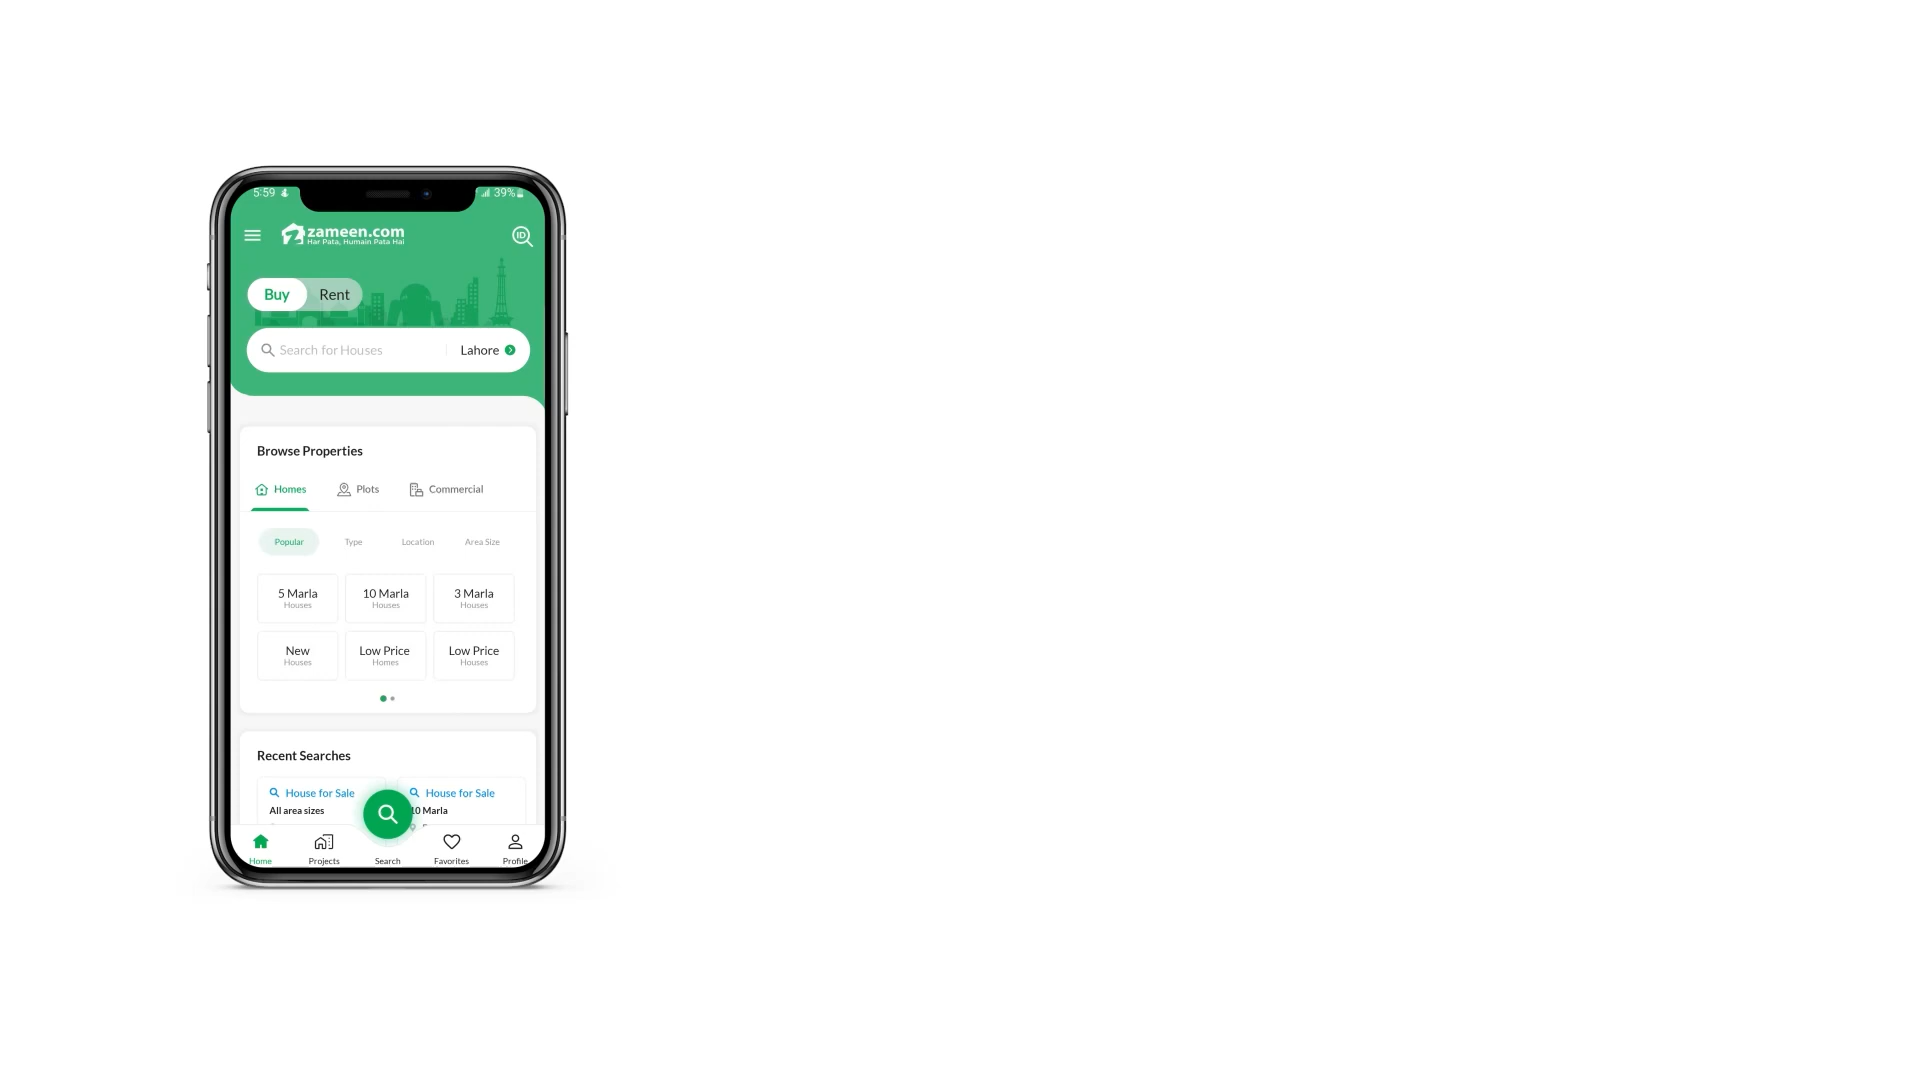 5:59 39%
zameen.com
Har Pata, Humain Pata Hai
ID
Buy Rent
Search for Houses Lahore
Browse Properties
Homes Plots Commercial
Popular Type Location Area Size
5 Marla 10 Marla 3 Marla
Houses Houses Houses
New Low Price Low Price
Houses Homes Houses
Recent Searches
House for Sale House for Sale
All area sizes 10 Marla
Home Projects Search Favorites Profile